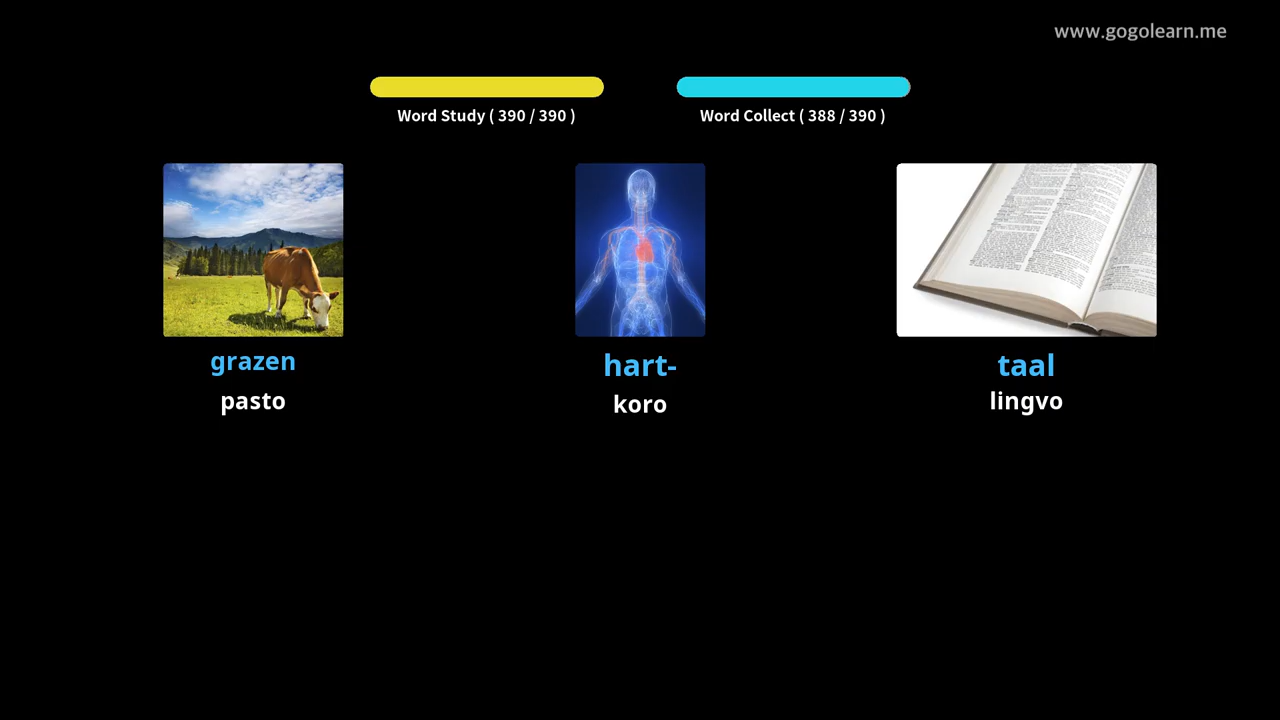 www.gogolearn.me
Word Study ( 390 / 390 )
Word Collect ( 388 / 390 )
grazen
hart-
taal
pasto
koro
lingvo